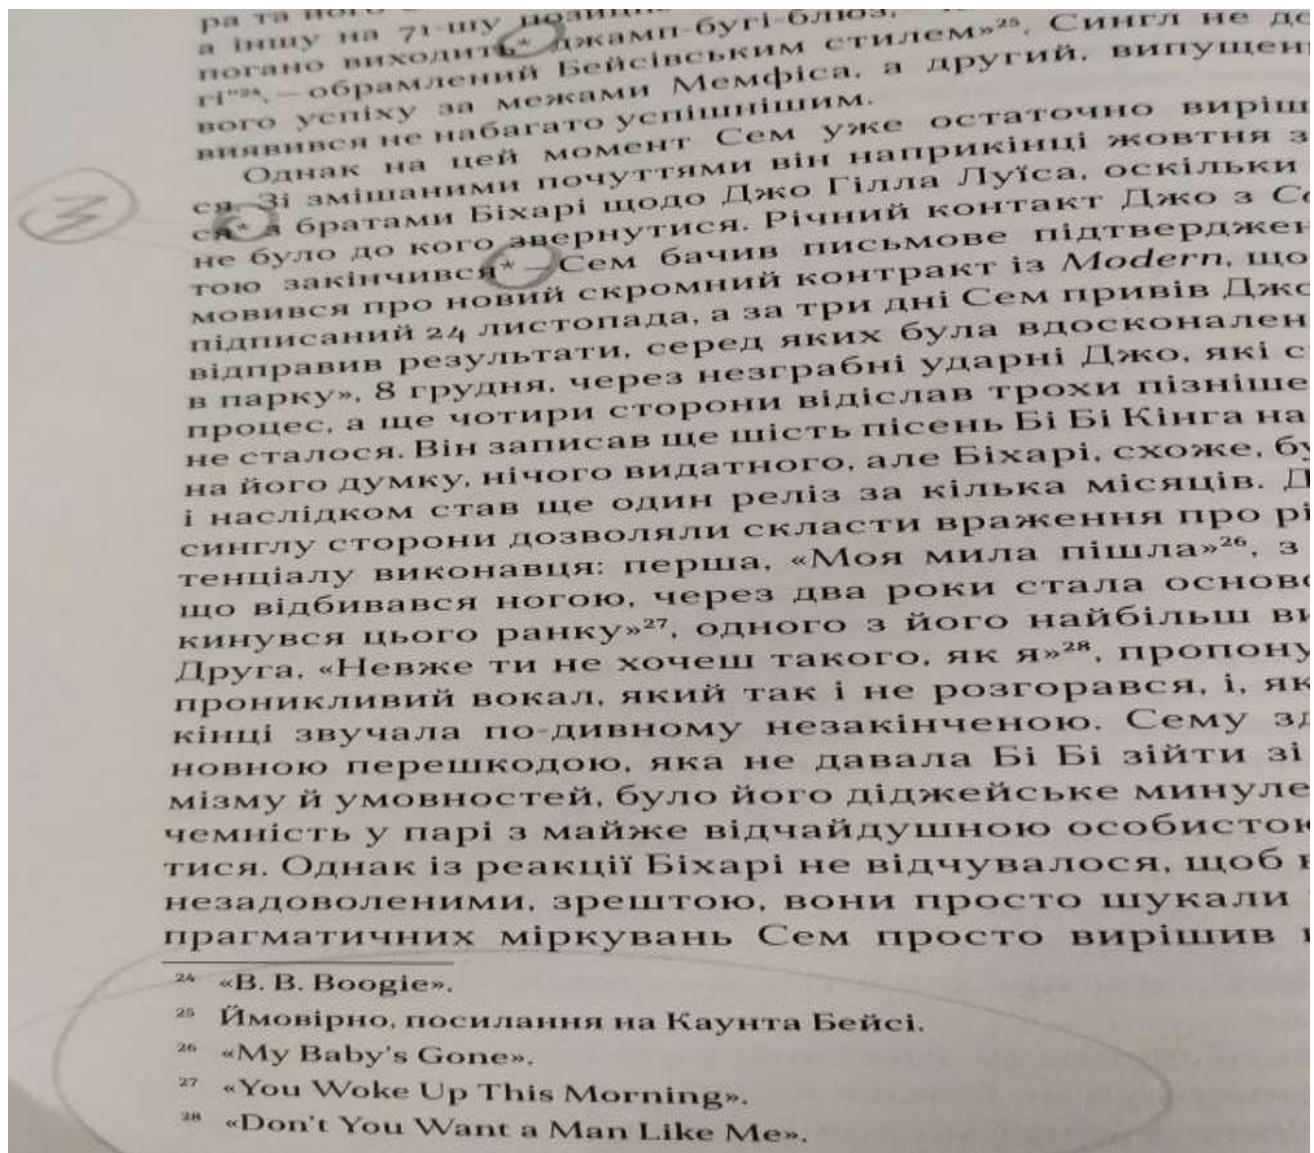 ра та його
а іншу на 71-шу позицію
погано виходить* джамп-бугі-блюз,
гі"²⁴, — обрамлений Бейсівським стилем»²⁵. Сингл не до
вого успіху за межами Мемфіса, а другий, випущени
виявився не набагато успішнішим.
Однак на цей момент Сем уже остаточно виріш
ся. Зі змішаними почуттями він наприкінці жовтня з
ся* з братами Біхарі щодо Джо Гілла Луїса, оскільки
не було до кого звернутися. Річний контакт Джо з Co
тою закінчився* — Сем бачив письмове підтверджен
мовився про новий скромний контракт із Modern, що
підписаний 24 листопада, а за три дні Сем привів Джо
відправив результати, серед яких була вдосконален
в парку», 8 грудня, через незграбні ударні Джо, які с
процес, а ще чотири сторони відіслав трохи пізніше
не сталося. Він записав ще шість пісень Бі Бі Кінга на
на його думку, нічого видатного, але Біхарі, схоже, бу
і наслідком став ще один реліз за кілька місяців. Д
синглу сторони дозволяли скласти враження про рі
тенціалу виконавця: перша, «Моя мила пішла»²⁶, з
що відбивався ногою, через два роки стала осново
кинувся цього ранку»²⁷, одного з його найбільш ви
Друга, «Невже ти не хочеш такого, як я»²⁸, пропону
проникливий вокал, який так і не розгорався, і, як
кінці звучала по-дивному незакінченою. Сему зд
новною перешкодою, яка не давала Бі Бі зійти зі
мізму й умовностей, було його діджейське минуле
чемність у парі з майже відчайдушною особистою
тися. Однак із реакції Біхарі не відчувалося, щоб в
незадоволеними, зрештою, вони просто шукали
прагматичних міркувань Сем просто вирішив п
²⁴ «B. B. Boogie».
²⁵ Ймовірно, посилання на Каунта Бейсі.
²⁶ «My Baby's Gone».
²⁷ «You Woke Up This Morning».
²⁸ «Don't You Want a Man Like Me».